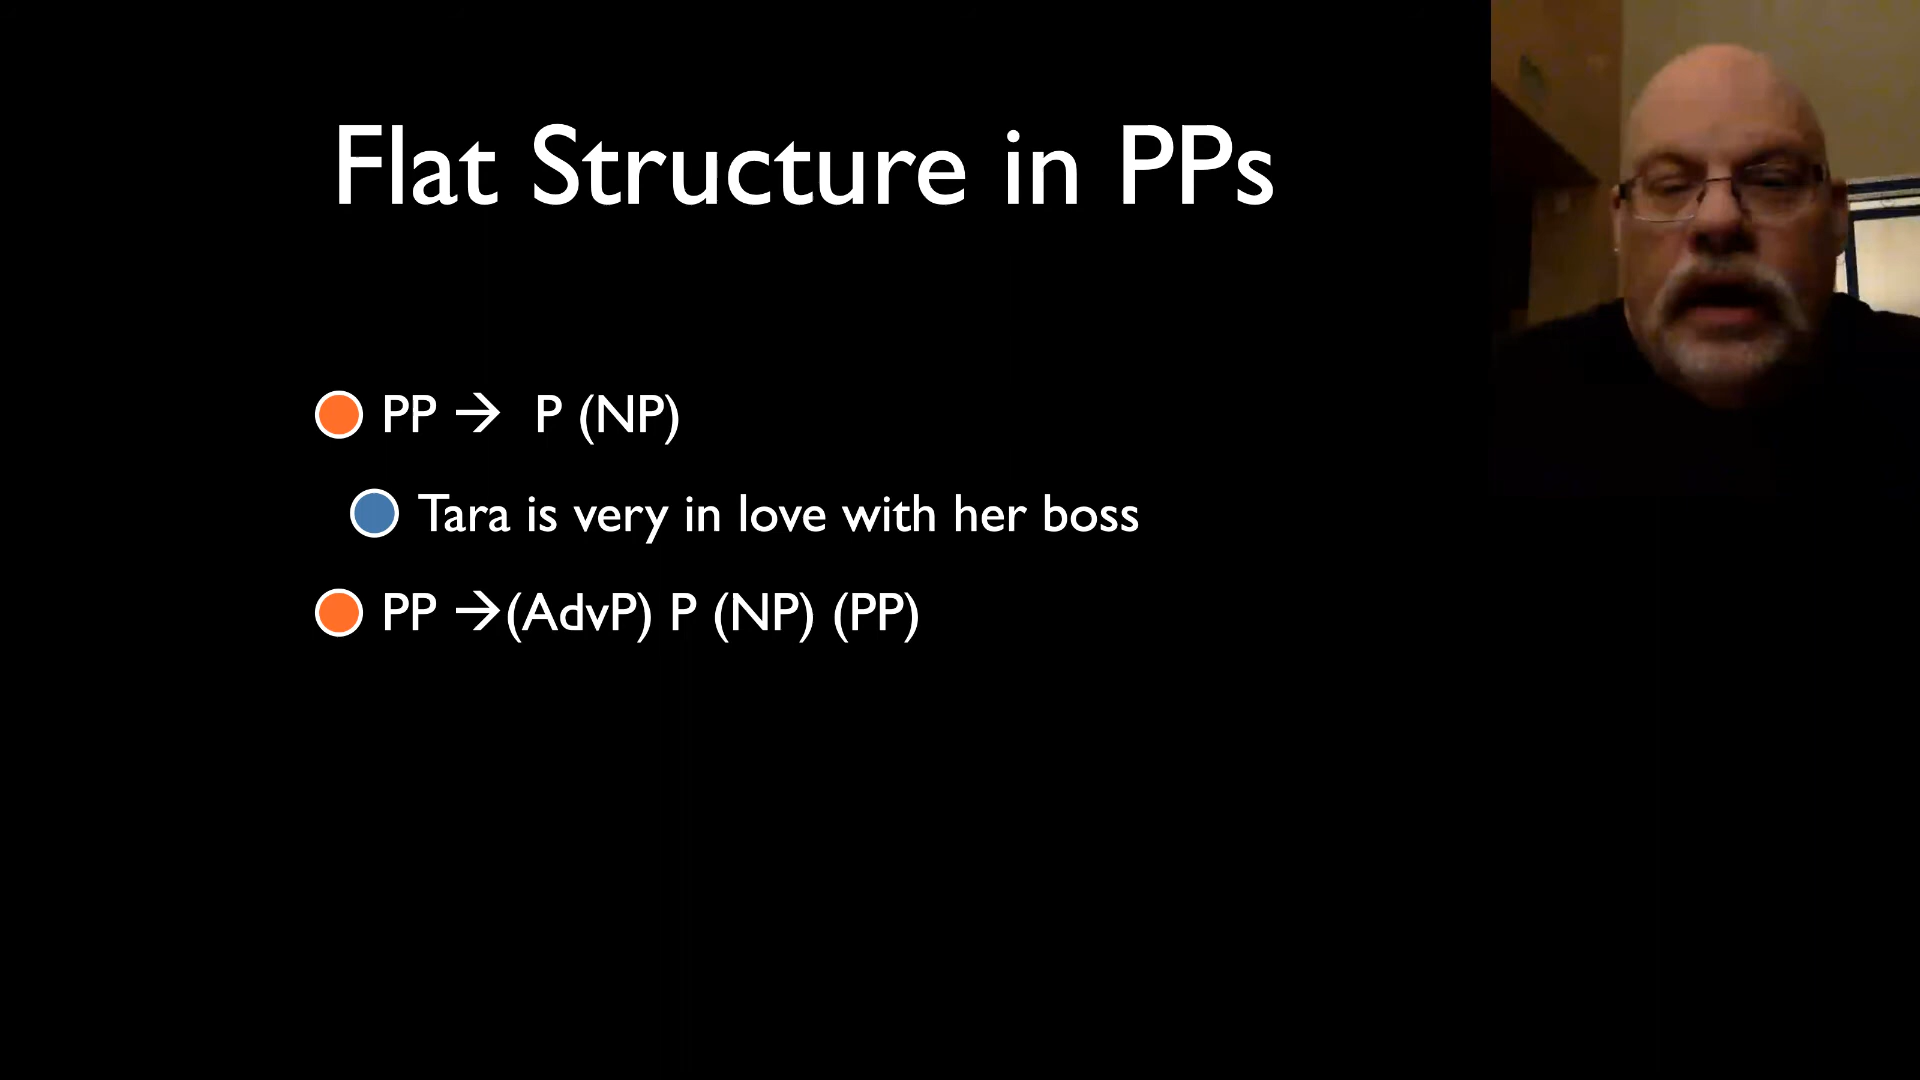 Flat Structure in PPs
PP → P (NP)
Tara is very in love with her boss
PP →(AdvP) P (NP) (PP)